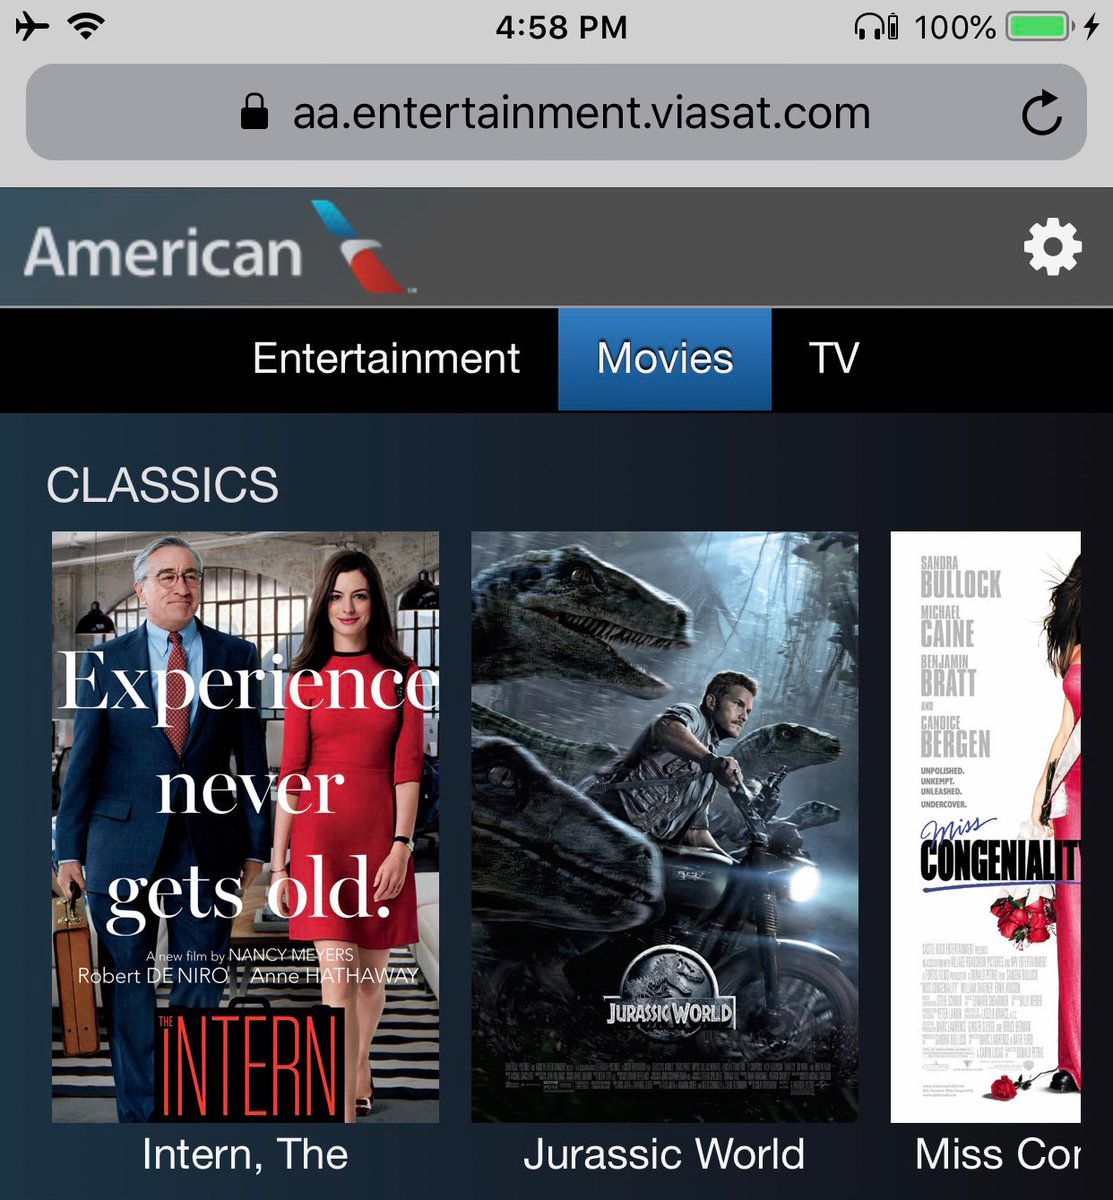 4:58 PM
100%
aa.entertainment.viasat.com
American
Entertainment
Movies
TV
CLASSICS
Experience
never
gets old.
A new film by NANCY MEYERS
Robert DE NIRO Anne HATHAWAY
THE INTERN
Intern, The
JURASSIC WORLD
Jurassic World
SANDRA
BULLOCK
MICHAEL
CAINE
BENJAMIN
BRATT
AND
CANDICE
BERGEN
UNPOLISHED.
UNKEMPT.
UNLEASHED.
UNDERCOVER.
Miss
CONGENIALIT
Miss Cor